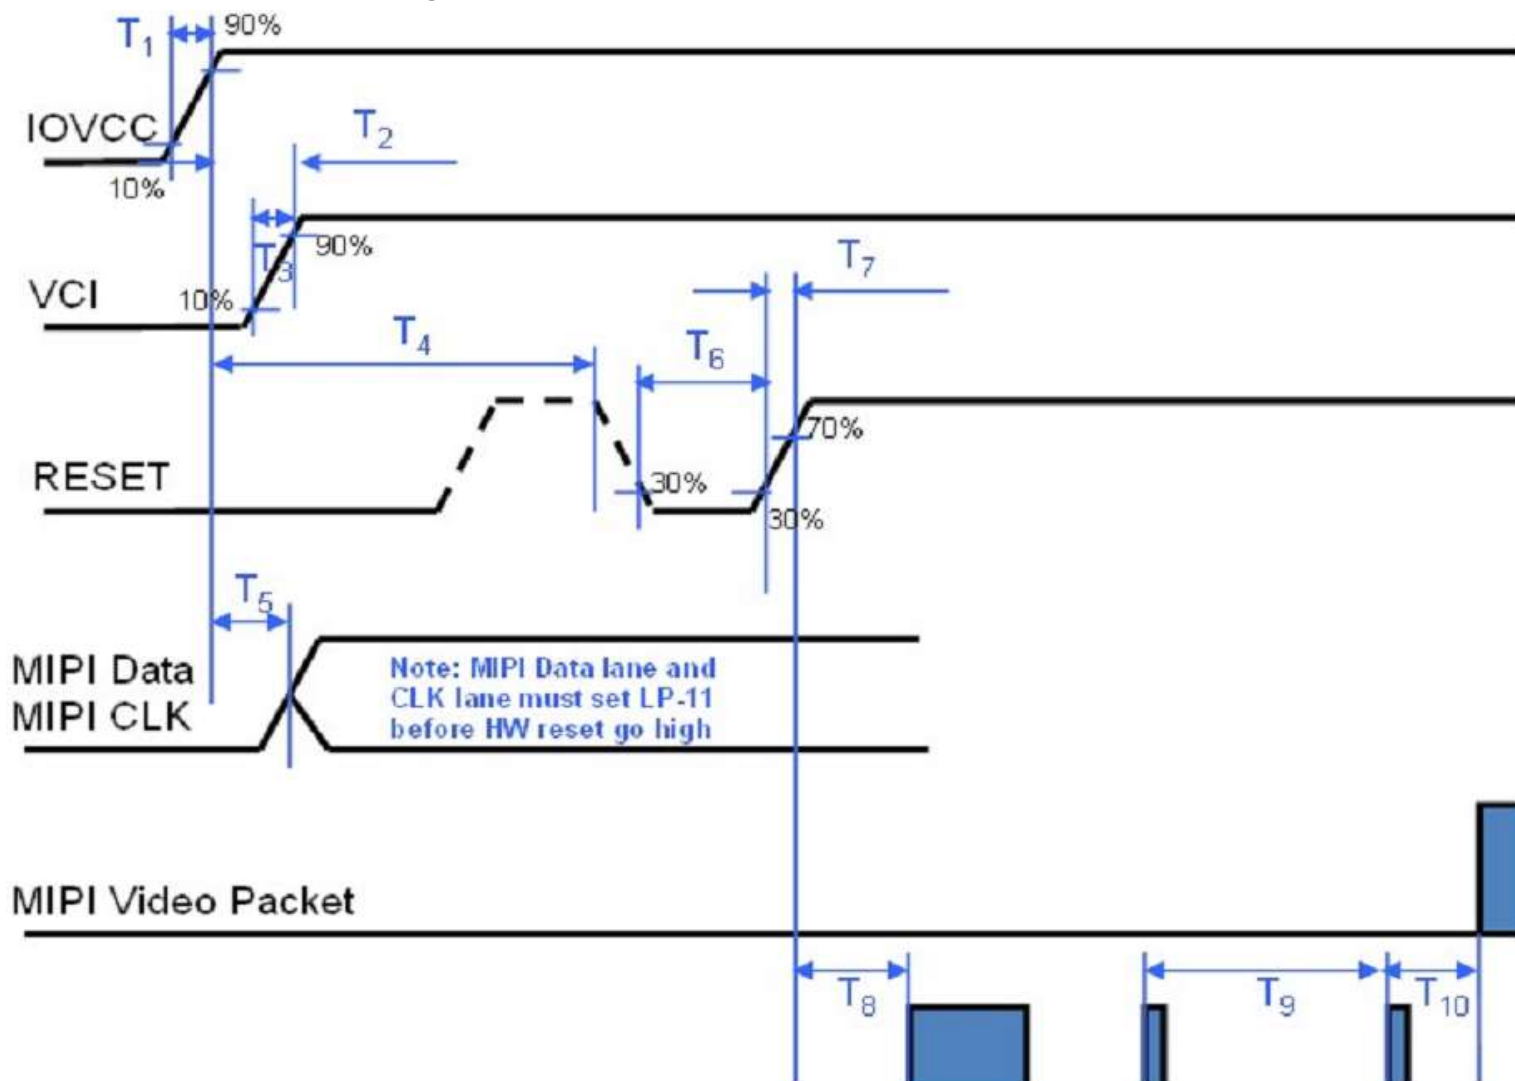 T1
90%
IOVCC
T2
10%
T3
90%
VCI
10%
T7
T4
T6
RESET
70%
30%
30%
T5
MIPI Data
MIPI CLK
Note: MIPI Data lane and
CLK lane must set LP-11
before HW reset go high
MIPI Video Packet
T8
T9
T10